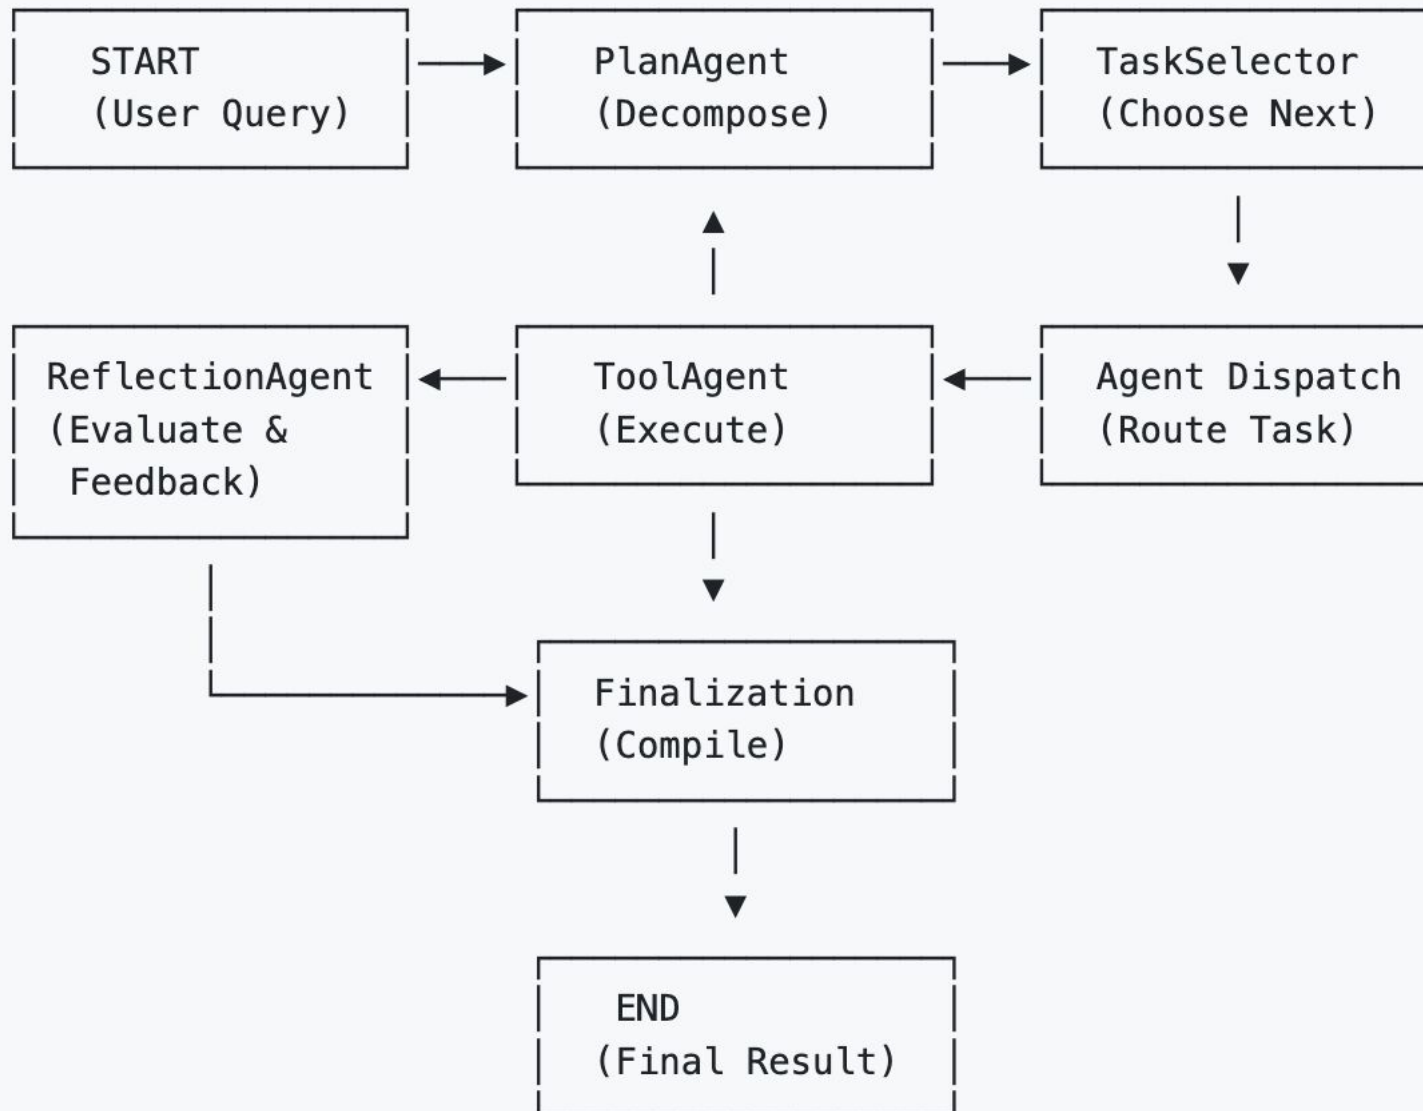 START
(User Query)
PlanAgent
(Decompose)
TaskSelector
(Choose Next)
ReflectionAgent
(Evaluate &
Feedback)
ToolAgent
(Execute)
Agent Dispatch
(Route Task)
Finalization
(Compile)
END
(Final Result)